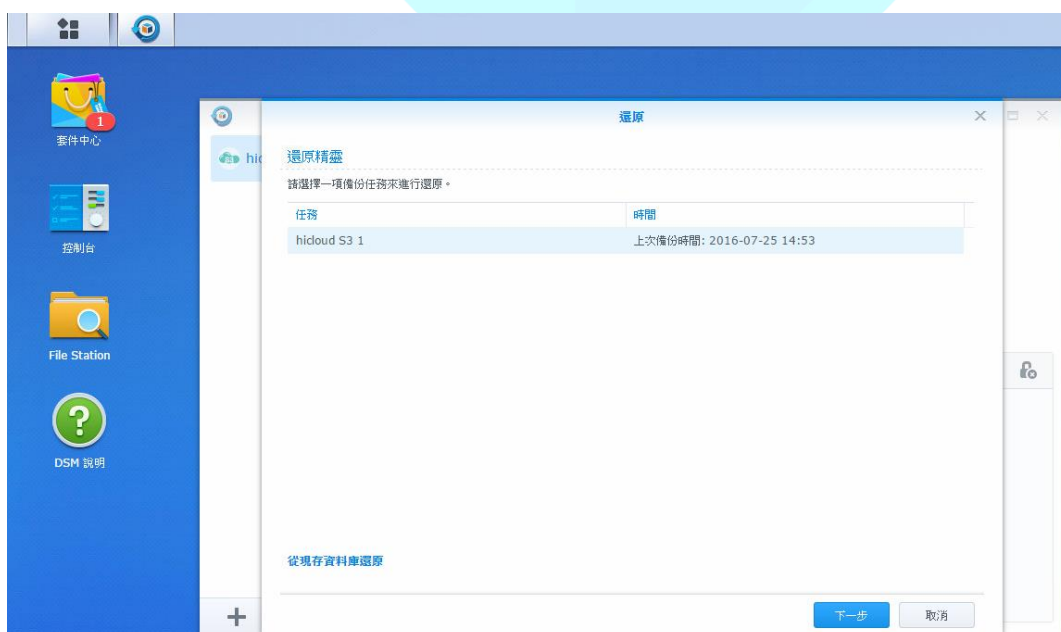 1
套件中心
控制台
File Station
DSM 說明
hic
還原
還原精靈
請選擇一項備份任務來進行還原。
任務 時間
hicloud S3 1 上次備份時間: 2016-07-25 14:53
從現存資料庫還原
下一步 取消